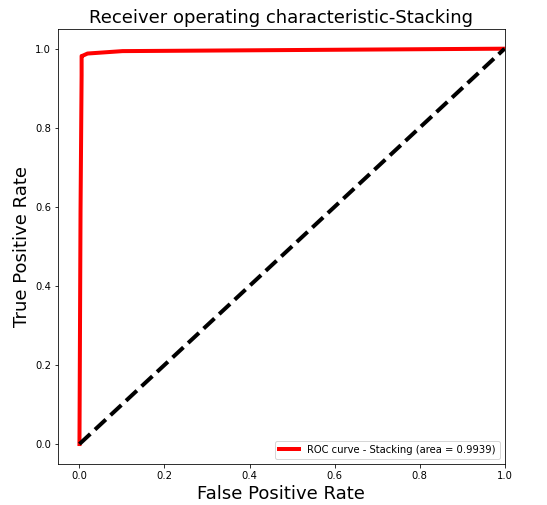 Receiver operating characteristic-Stacking
True Positive Rate
1.0
0.8
0.6
0.4
0.2
0.0
ROC curve - Stacking (area = 0.9939)
0.0 0.2 0.4 0.6 0.8 1.0
False Positive Rate